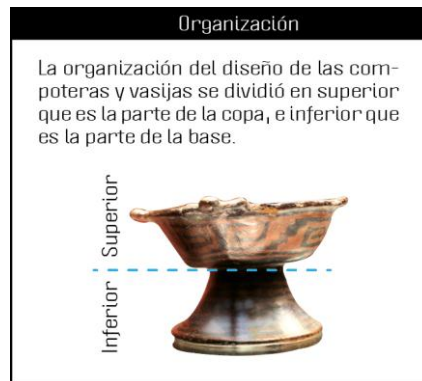 Organización
La organización del diseño de las com-
poteras y vasijas se dividió en superior
que es la parte de la copa, e inferior que
es la parte de la base.
Superior
Inferior